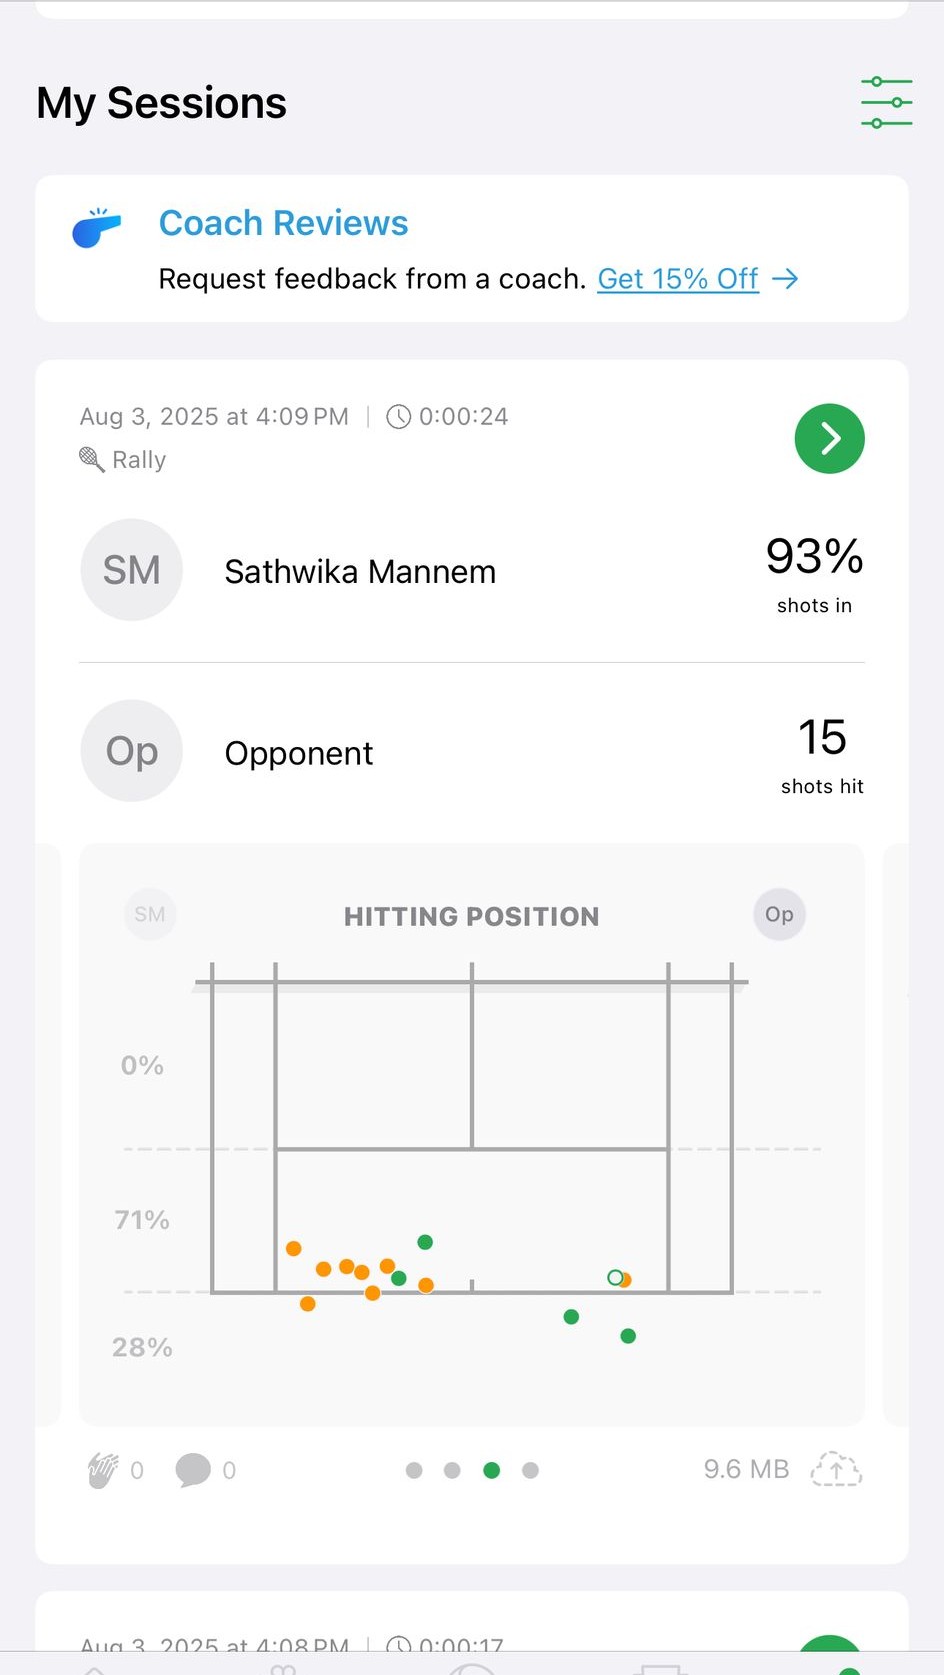 My Sessions
Coach Reviews
Request feedback from a coach. Get 15% Off →
Aug 3, 2025 at 4:09 PM | 0:00:24
Rally
SM Sathwika Mannem 93%
shots in
Op Opponent 15
shots hit
SM HITTING POSITION Op
0%
71%
28%
0 0 9.6 MB
Aug 3, 2025 at 4:08 PM | 0:00:17